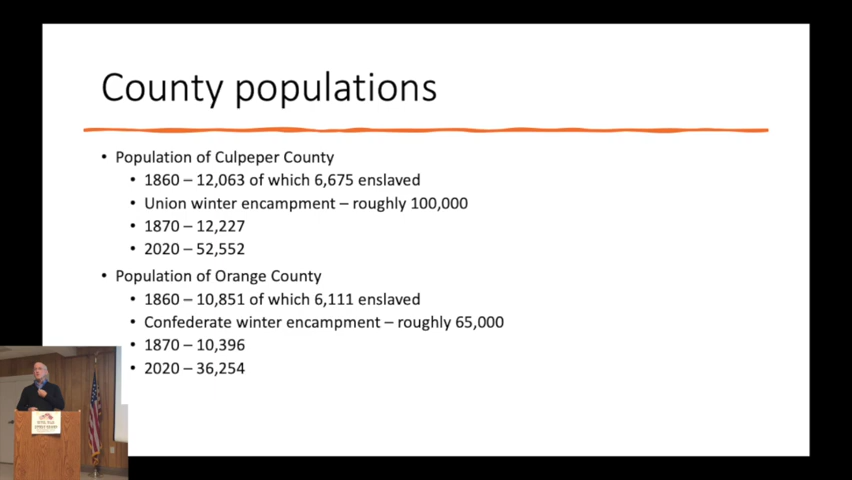 County populations
• Population of Culpeper County
• 1860 – 12,063 of which 6,675 enslaved
• Union winter encampment – roughly 100,000
• 1870 – 12,227
• 2020 – 52,552
• Population of Orange County
• 1860 – 10,851 of which 6,111 enslaved
• Confederate winter encampment – roughly 65,000
• 1870 – 10,396
• 2020 – 36,254